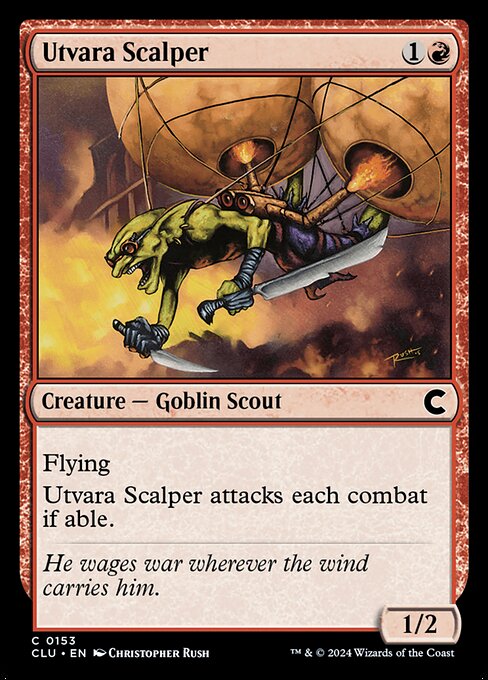 Utvara Scalper 1
RUSH
Creature — Goblin Scout
Flying
Utvara Scalper attacks each combat
if able.
He wages war wherever the wind
carries him.
1/2
C 0153
CLU • EN Christopher Rush
™ & © 2024 Wizards of the Coast